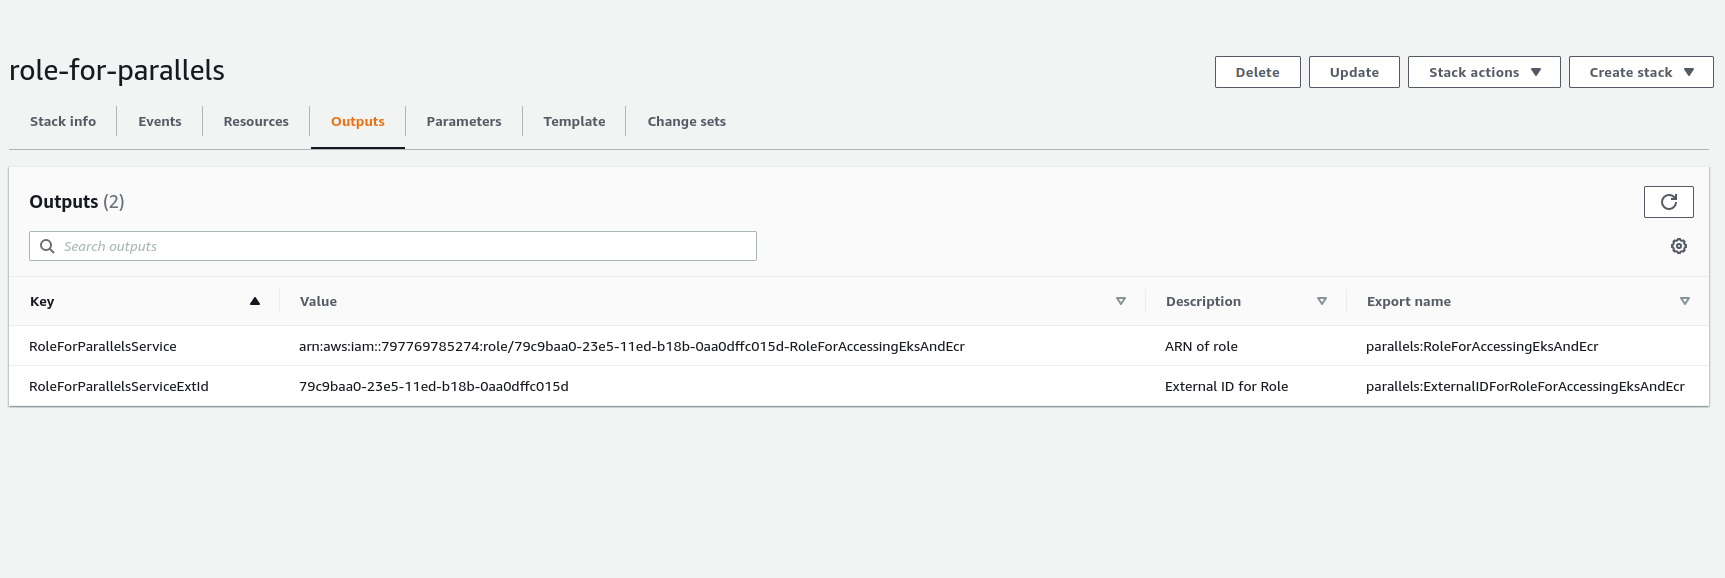 role-for-parallels
Delete
Update
Stack actions
Create stack
Stack info
Events
Resources
Outputs
Parameters
Template
Change sets
Outputs (2)
Search outputs
Key Value Description Export name
RoleForParallelsService arn:aws:iam::797769785274:role/79c9baa0-23e5-11ed-b18b-0aa0dffc015d-RoleForAccessingEksAndEcr ARN of role parallels:RoleForAccessingEksAndEcr
RoleForParallelsServiceExtId 79c9baa0-23e5-11ed-b18b-0aa0dffc015d External ID for Role parallels:ExternalIDForRoleForAccessingEksAndEcr